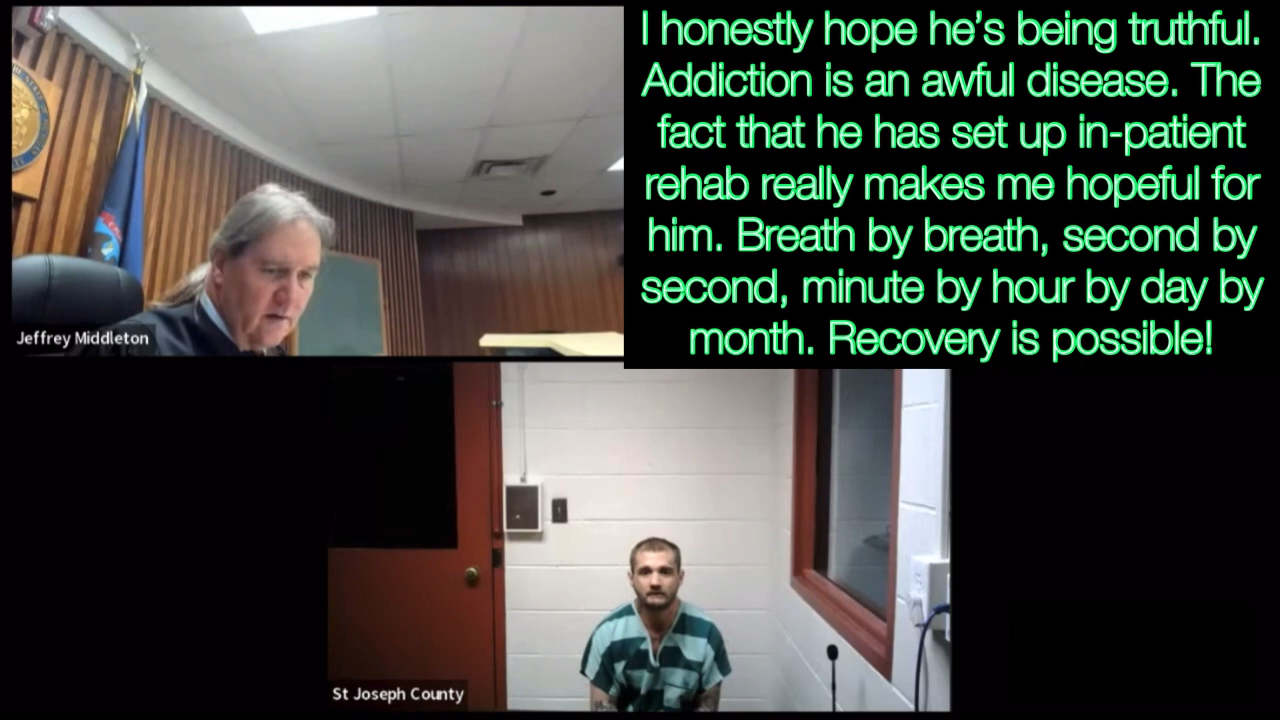 I honestly hope he's being truthful.
Addiction is an awful disease. The
fact that he has set up in-patient
rehab really makes me hopeful for
him. Breath by breath, second by
second, minute by hour by day by
month. Recovery is possible!
Jeffrey Middleton
St Joseph County